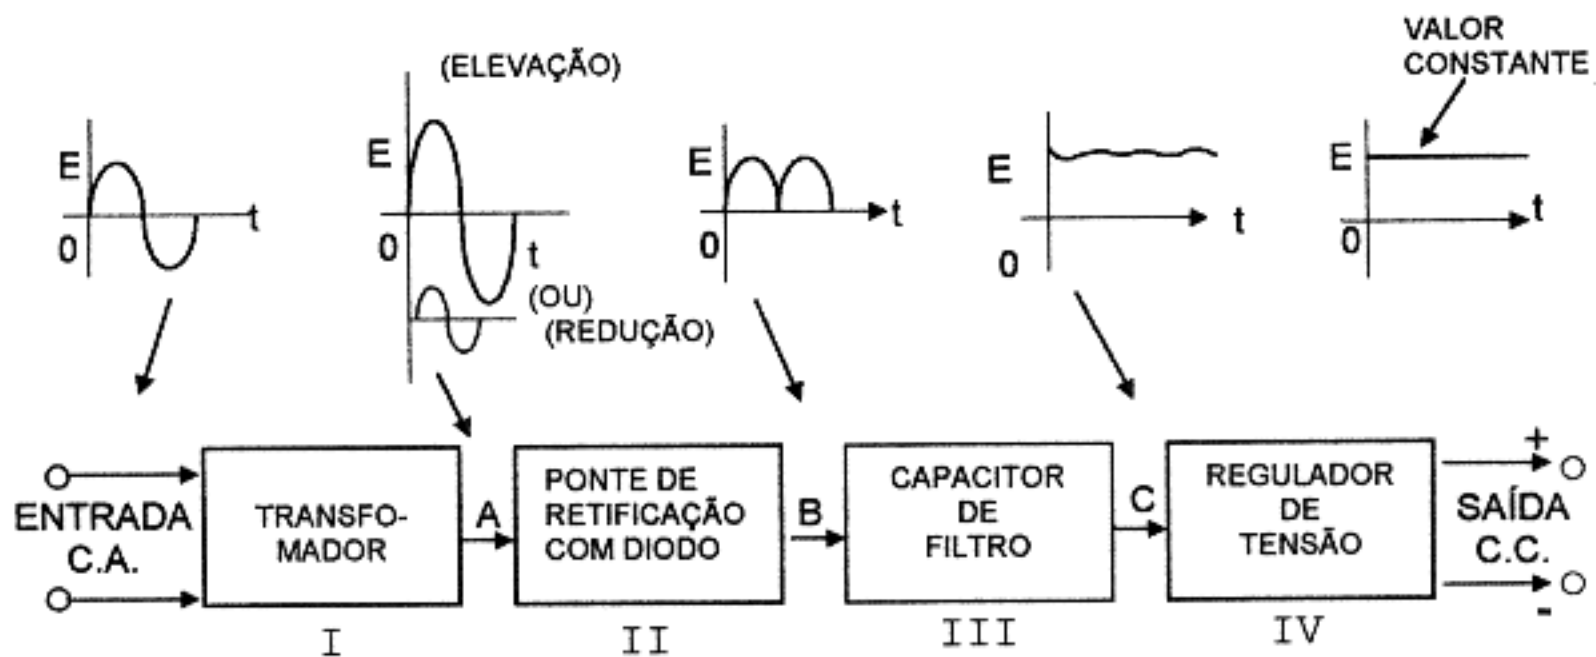 VALOR
CONSTANTE
(ELEVAÇÃO)
E
t
0
E
0
t
(OU)
(REDUÇÃO)
E
t
0
E
t
0
E
t
0
ENTRADA
C.A.
TRANSFO-
MADOR
A
PONTE DE
RETIFICAÇÃO
COM DIODO
B
CAPACITOR
DE
FILTRO
C
REGULADOR
DE
TENSÃO
+
SAÍDA
C.C.
-
I
II
III
IV